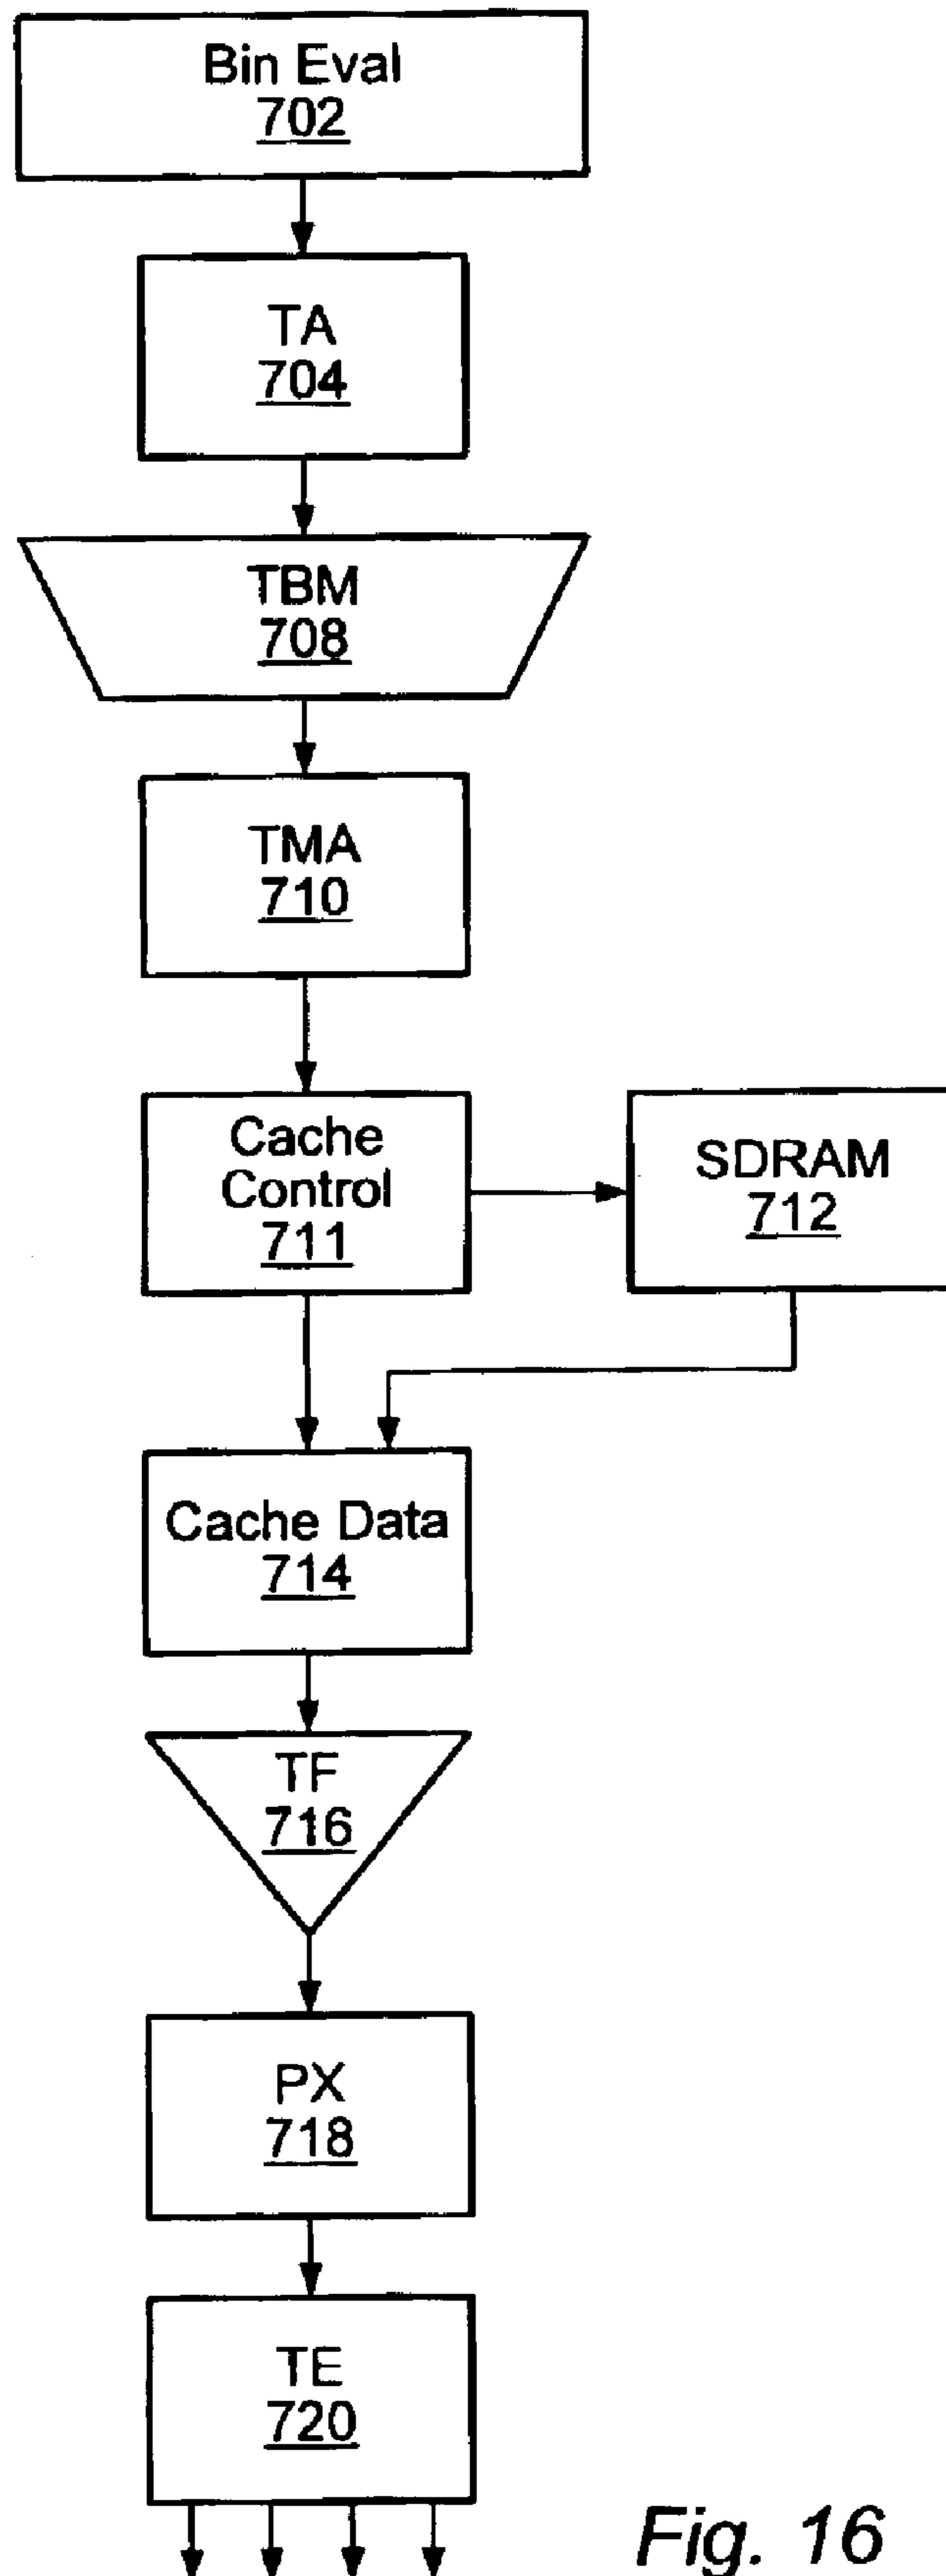 Bin Eval
702
TA
704
TBM
708
TMA
710
Cache
Control
711
SDRAM
712
Cache Data
714
TF
716
PX
718
TE
720
Fig. 16